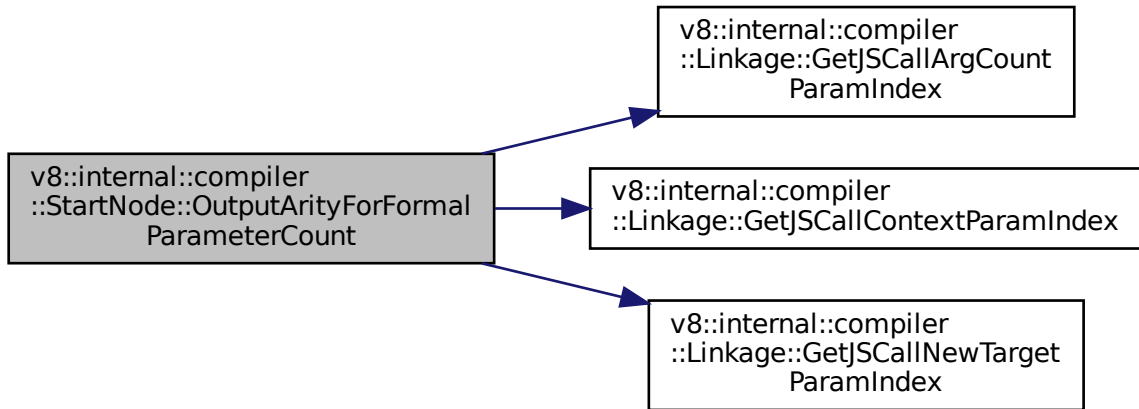 v8::internal::compiler
::StartNode::OutputArityForFormal
ParameterCount
v8::internal::compiler
::Linkage::GetJSCallArgCount
ParamIndex
v8::internal::compiler
::Linkage::GetJSCallContextParamIndex
v8::internal::compiler
::Linkage::GetJSCallNewTarget
ParamIndex